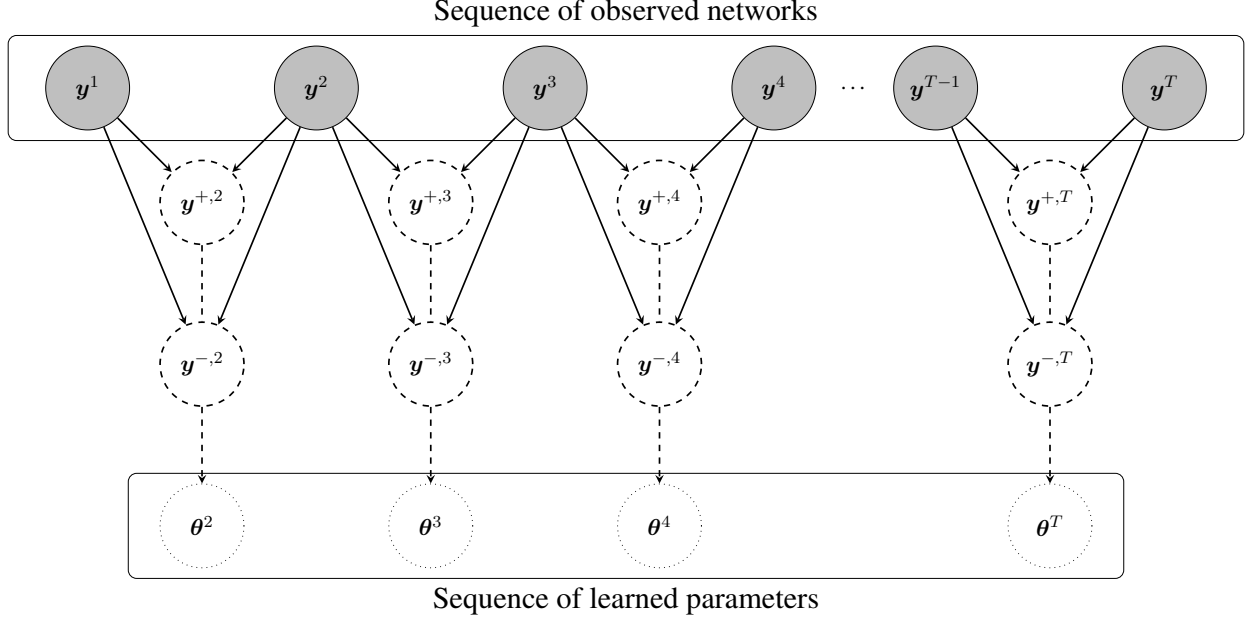 Sequence of observed networks
y^1 y^2 y^3 y^4 ⋯ y^{T−1} y^T
y^{+,2} y^{+,3} y^{+,4} y^{+,T}
y^{−,2} y^{−,3} y^{−,4} y^{−,T}
θ^2 θ^3 θ^4 θ^T
Sequence of learned parameters